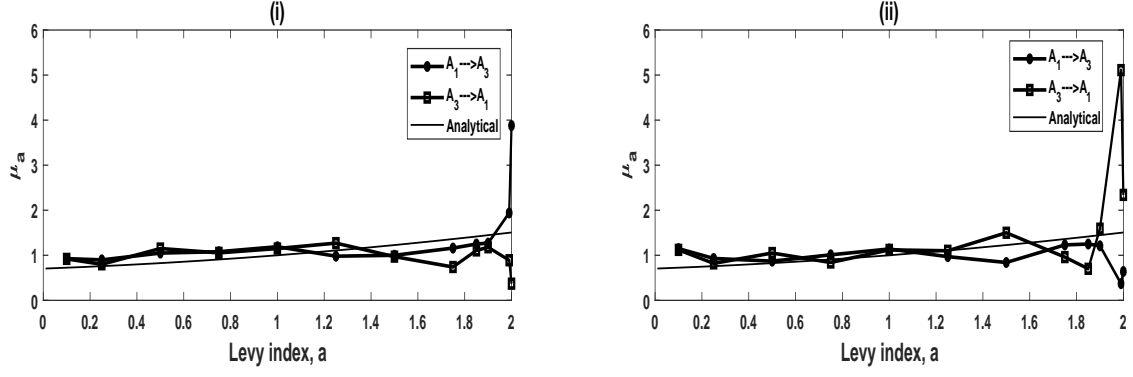 (i)
6
5
4
3
2
1
0
μa
0 0.2 0.4 0.6 0.8 1 1.2 1.4 1.6 1.8 2
Levy index, a
A1--->A3
A3--->A1
Analytical
(ii)
6
5
4
3
2
1
0
μa
0 0.2 0.4 0.6 0.8 1 1.2 1.4 1.6 1.8 2
Levy index, a
A1--->A3
A3--->A1
Analytical